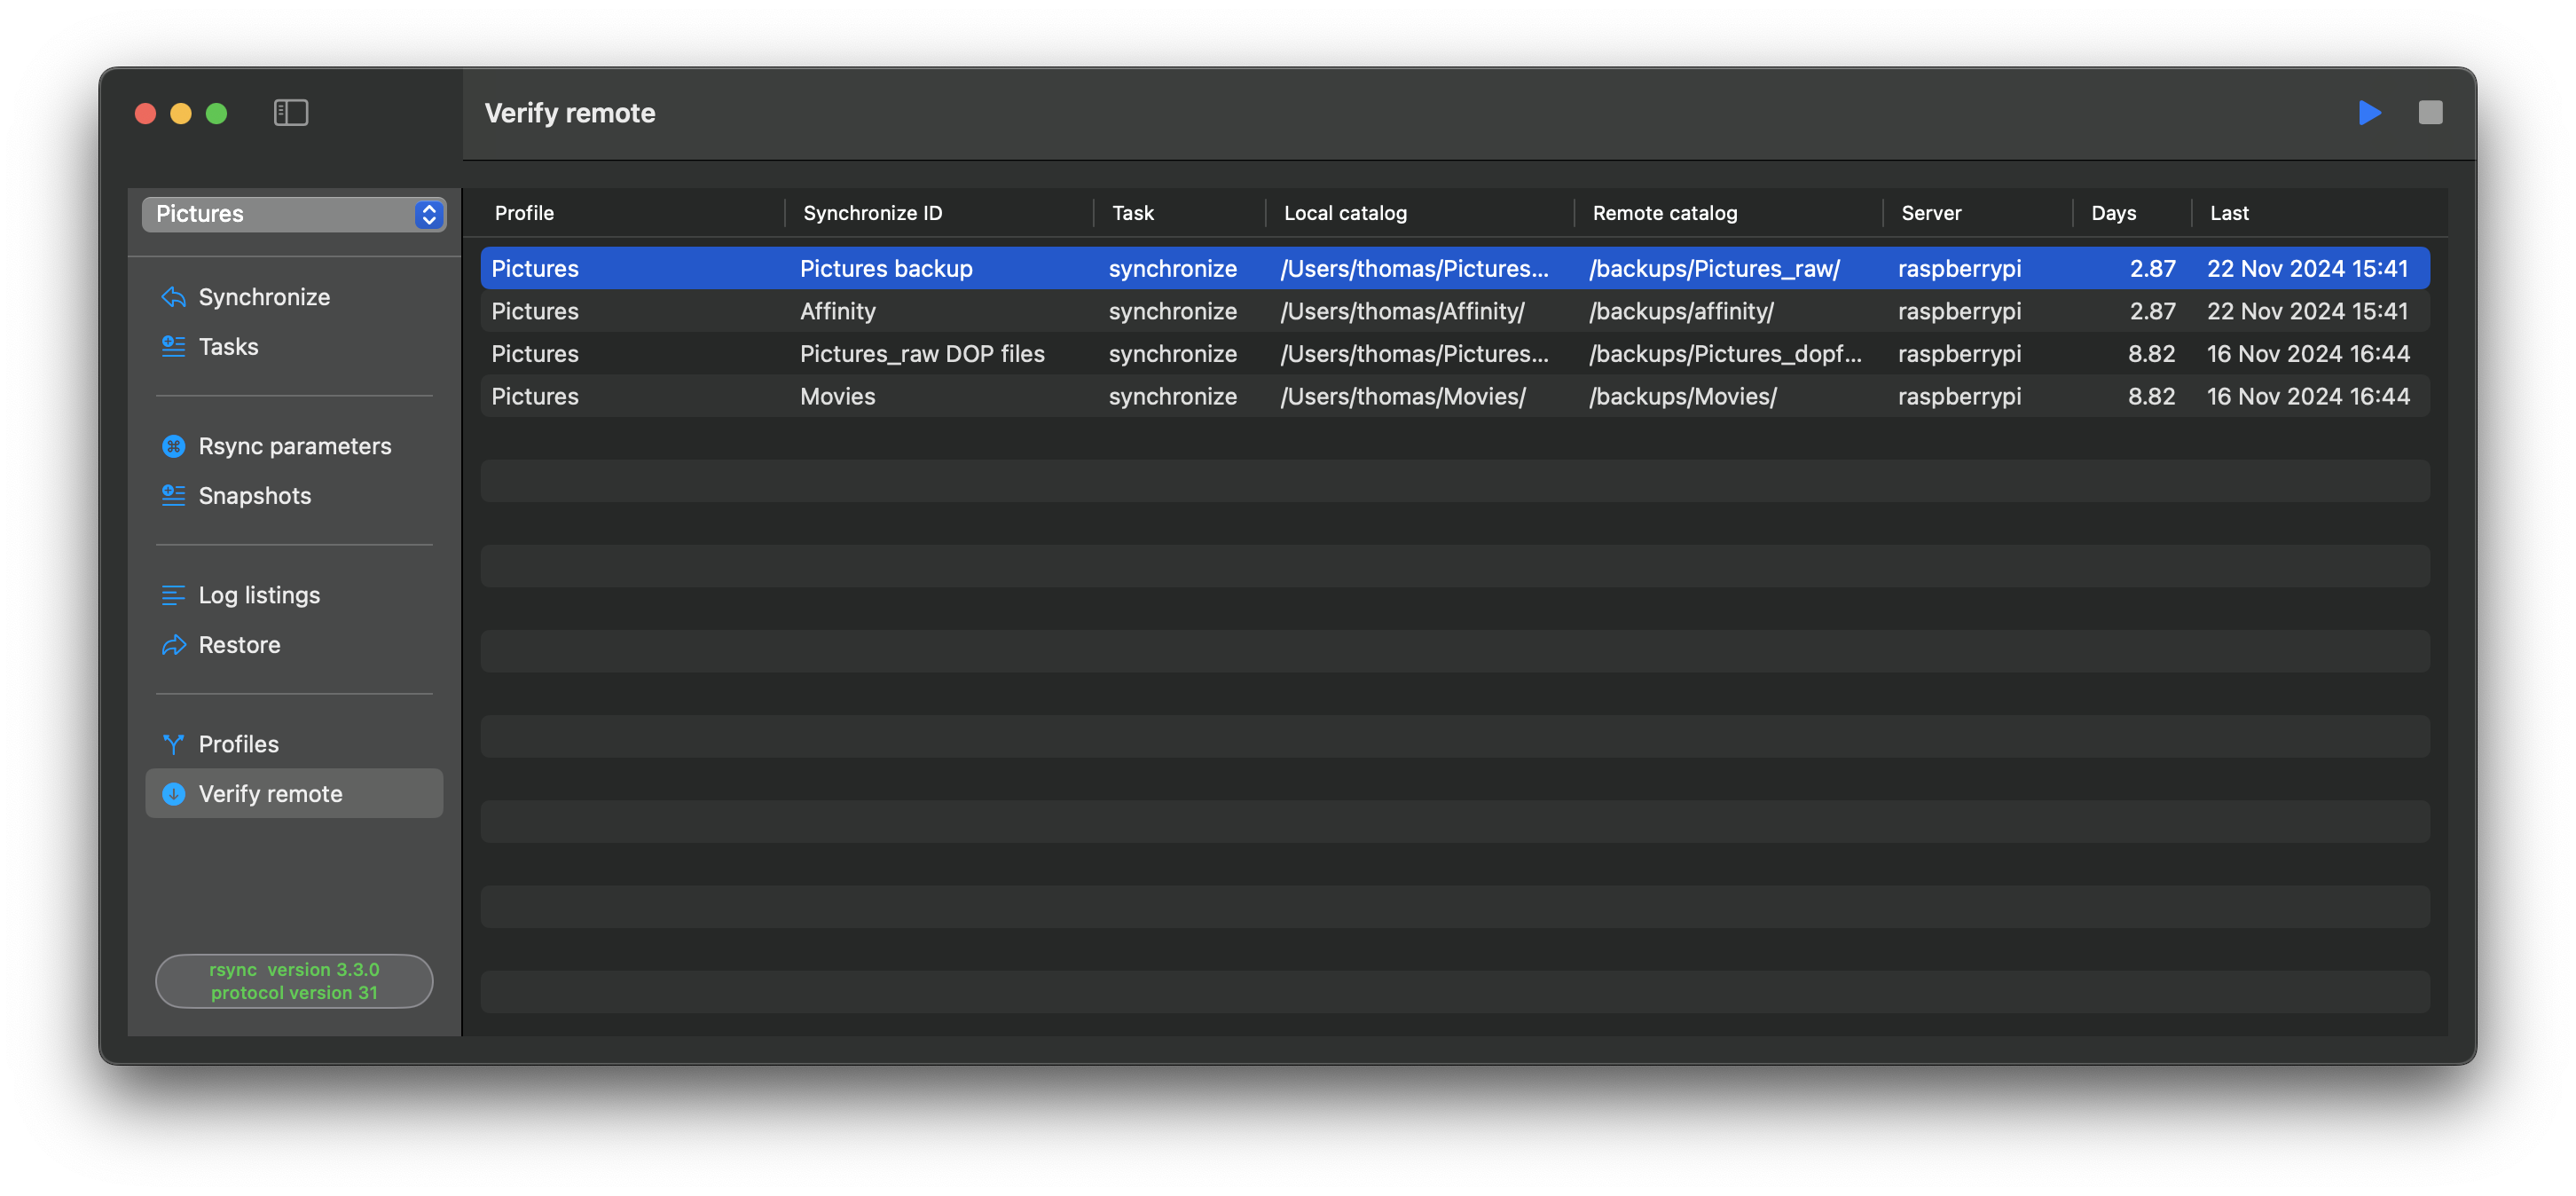 Verify remote
Pictures
Synchronize
Tasks
Rsync parameters
Snapshots
Log listings
Restore
Profiles
Verify remote
rsync  version 3.3.0
protocol version 31
Profile Synchronize ID Task Local catalog Remote catalog Server Days Last
Pictures Pictures backup synchronize /Users/thomas/Pictures... /backups/Pictures_raw/ raspberrypi 2.87 22 Nov 2024 15:41
Pictures Affinity synchronize /Users/thomas/Affinity/ /backups/affinity/ raspberrypi 2.87 22 Nov 2024 15:41
Pictures Pictures_raw DOP files synchronize /Users/thomas/Pictures... /backups/Pictures_dopf... raspberrypi 8.82 16 Nov 2024 16:44
Pictures Movies synchronize /Users/thomas/Movies/ /backups/Movies/ raspberrypi 8.82 16 Nov 2024 16:44